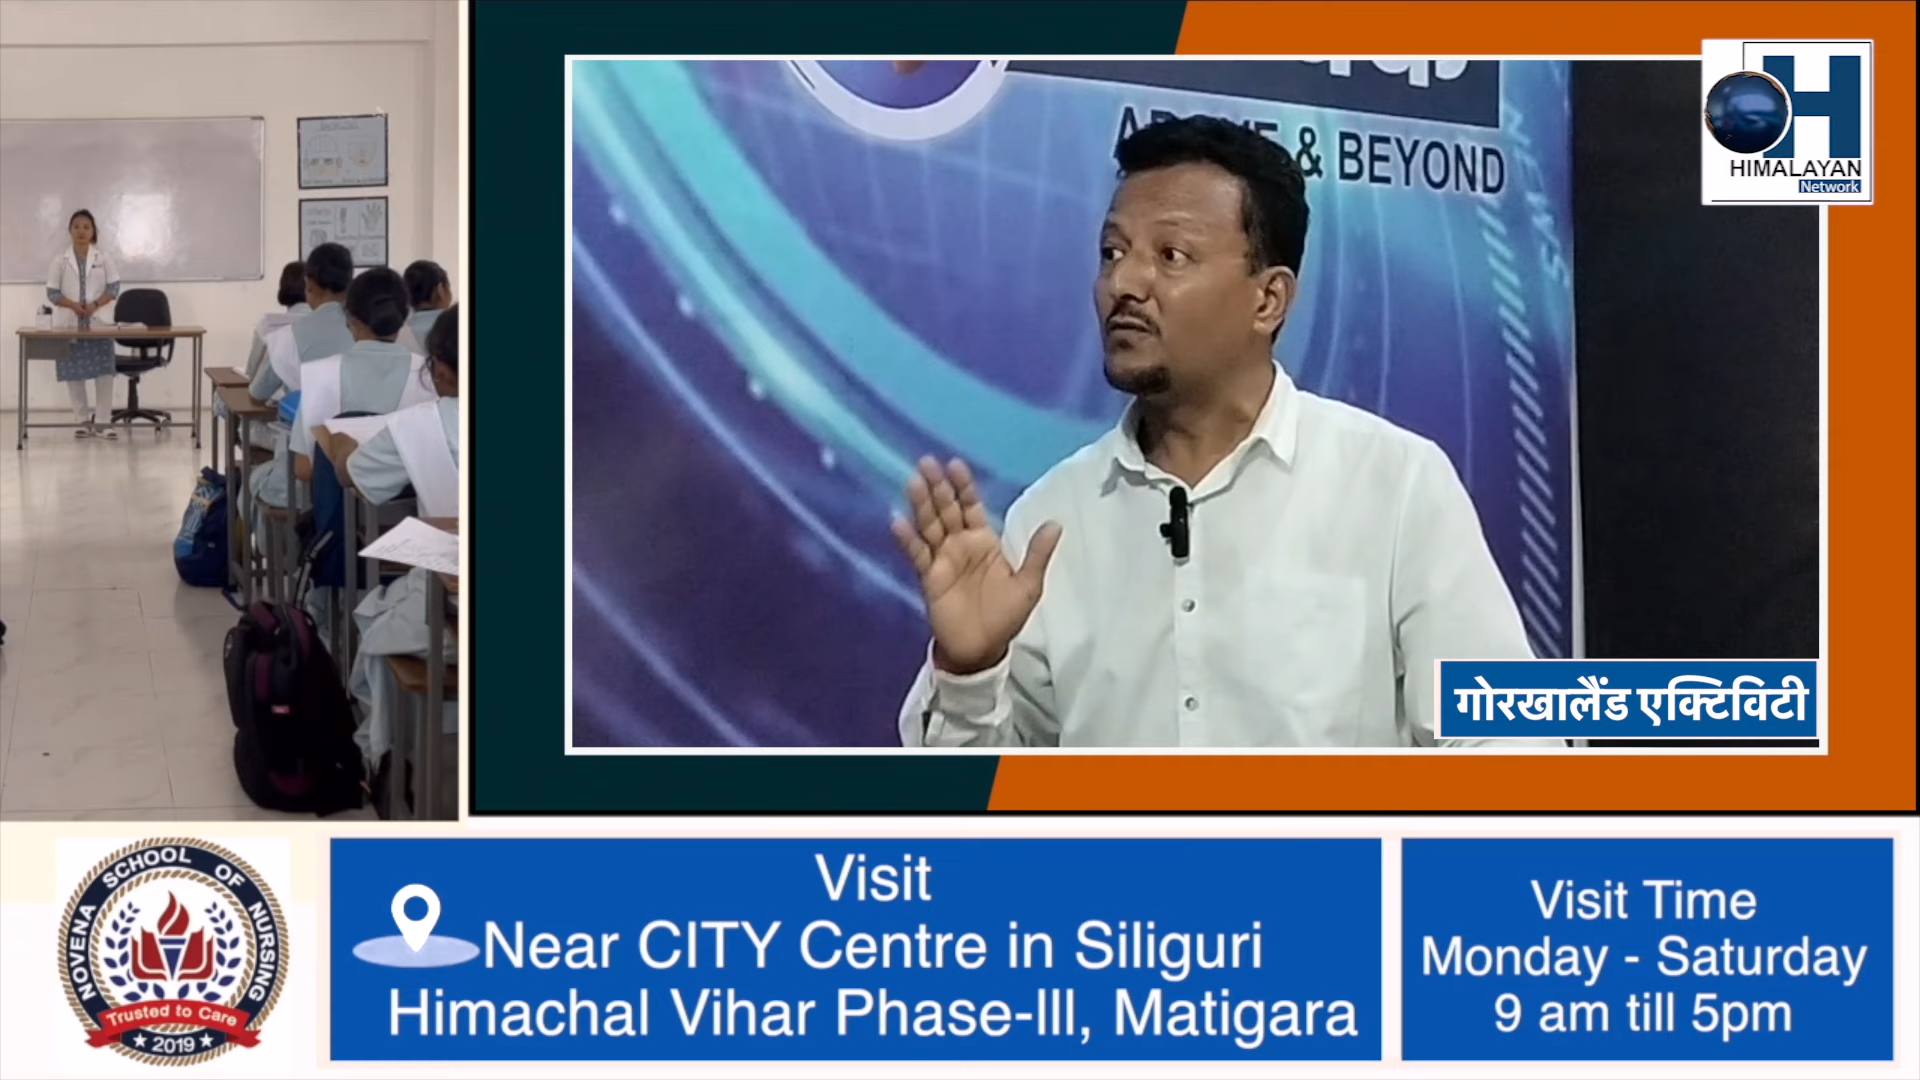 & BEYOND
NEWS
HIMALAYAN
Network
गोरखालैंड एक्टिविटी
NOVENA SCHOOL OF NURSING
Trusted to Care
2019
Visit
Near CITY Centre in Siliguri
Himachal Vihar Phase-III, Matigara
Visit Time
Monday - Saturday
9 am till 5pm